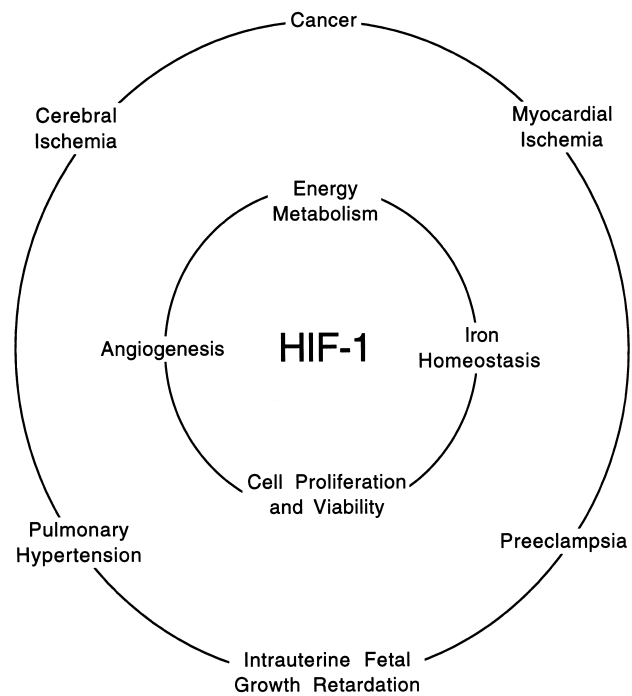 Cancer
Cerebral
Ischemia
Myocardial
Ischemia
Energy
Metabolism
Angiogenesis
HIF-1
Iron
Homeostasis
Cell Proliferation
and Viability
Pulmonary
Hypertension
Preeclampsia
Intrauterine Fetal
Growth Retardation